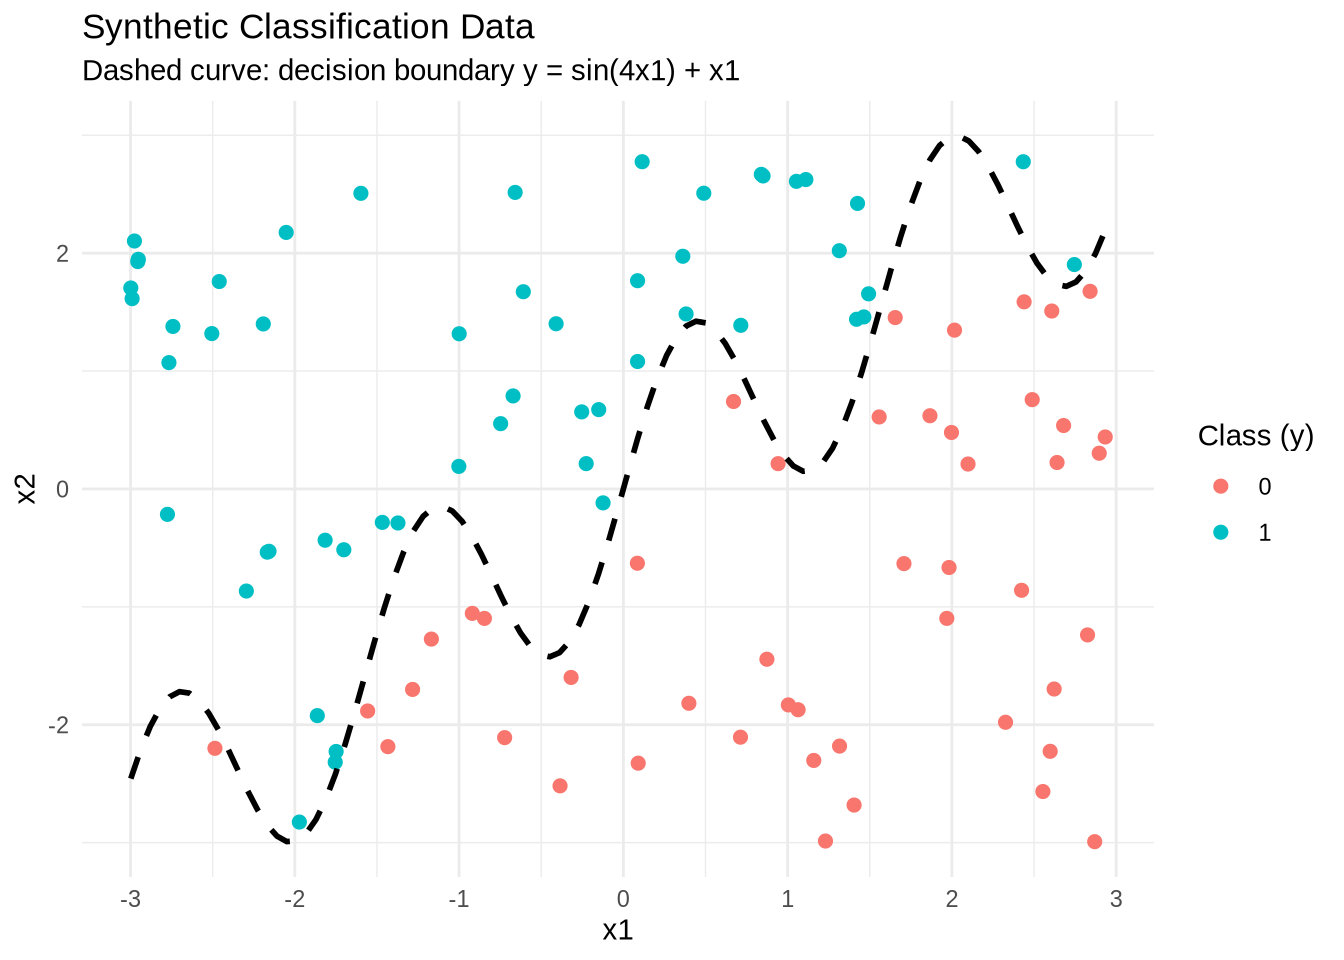 Synthetic Classification Data
Dashed curve: decision boundary y = sin(4x1) + x1
x2
2
0
-2
-3 -2 -1 0 1 2 3
x1
Class (y)
0
1